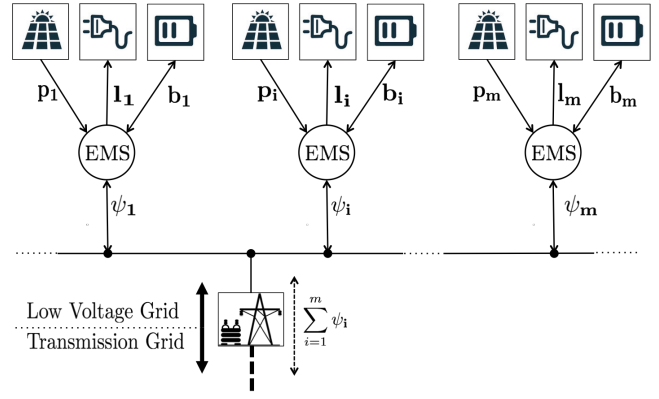 p₁ l₁ b₁ pᵢ lᵢ bᵢ pₘ lₘ bₘ
EMS EMS EMS
ψ₁ ψᵢ ψₘ
Low Voltage Grid
Transmission Grid
∑ᵢ₌₁ᵐ ψᵢ